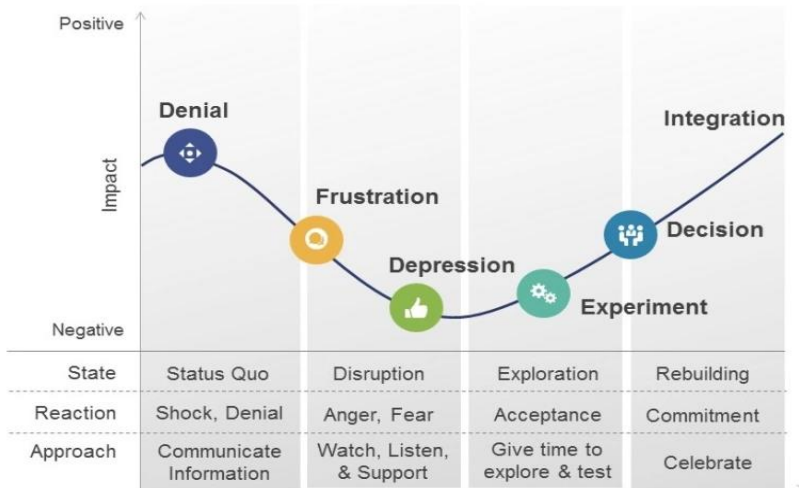 Positive
Denial
Integration
Impact
Frustration
Decision
Depression
Experiment
Negative
State
Status Quo
Disruption
Exploration
Rebuilding
Reaction
Shock, Denial
Anger, Fear
Acceptance
Commitment
Approach
Communicate
Information
Watch, Listen,
& Support
Give time to
explore & test
Celebrate